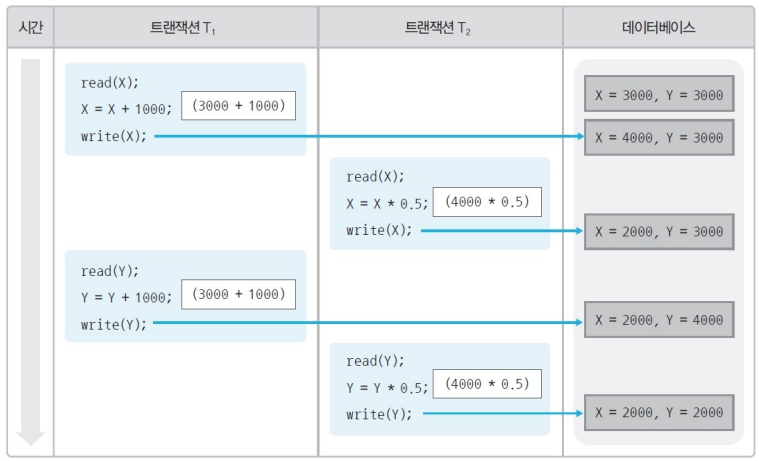 시간
트랜잭션 T₁
트랜잭션 T₂
데이터베이스
X = 3000, Y = 3000
read(X);
X = X + 1000; (3000 + 1000)
write(X);
X = 4000, Y = 3000
read(X);
X = X * 0.5; (4000 * 0.5)
write(X);
X = 2000, Y = 3000
read(Y);
Y = Y + 1000; (3000 + 1000)
write(Y);
X = 2000, Y = 4000
read(Y);
Y = Y * 0.5; (4000 * 0.5)
write(Y);
X = 2000, Y = 2000